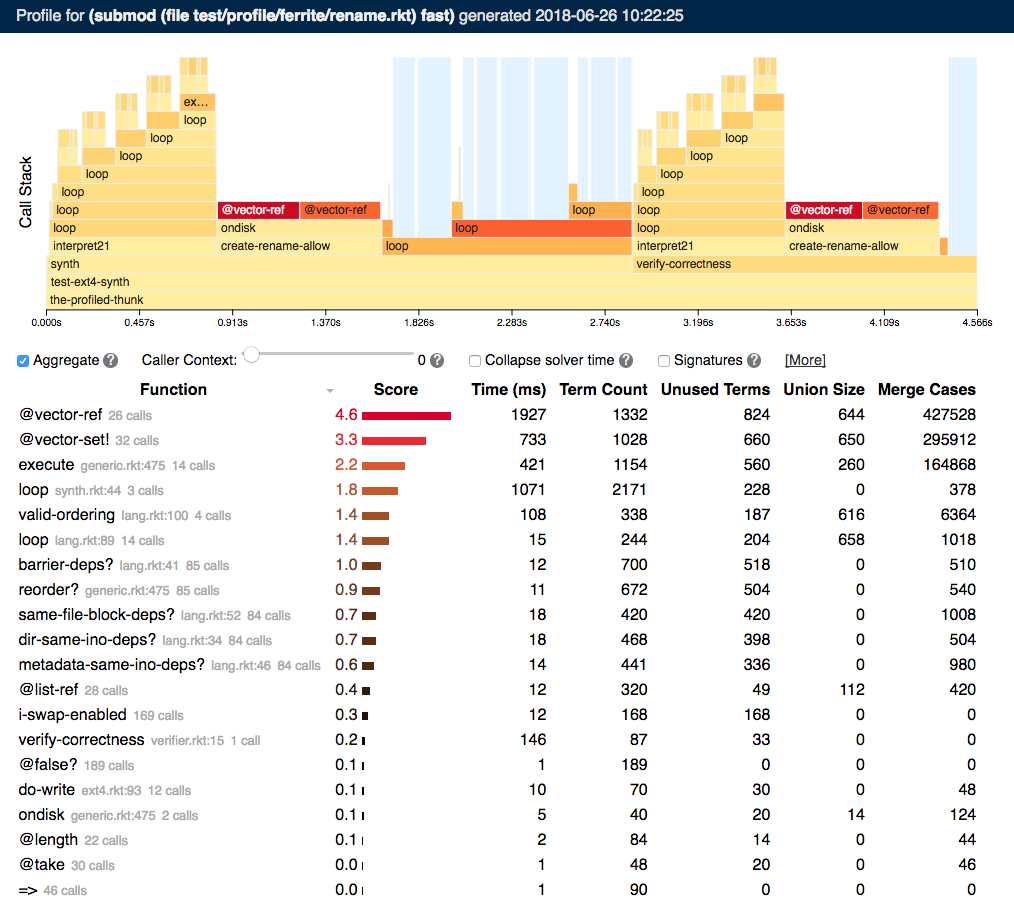 Profile for (submod (file test/profile/ferrite/rename.rkt) fast) generated 2018-06-26 10:22:25
Call Stack
ex...
loop
loop
loop
loop
loop
loop
loop
loop
loop
loop
loop
@vector-ref @vector-ref loop loop @vector-ref @vector-ref
loop ondisk loop loop ondisk
interpret21 create-rename-allow loop interpret21 create-rename-allow
synth verify-correctness
test-ext4-synth
the-profiled-thunk
0.000s 0.457s 0.913s 1.370s 1.826s 2.283s 2.740s 3.196s 3.653s 4.109s 4.566s
Aggregate ? Caller Context: 0 ? Collapse solver time ? Signatures ? [More]
Function Score Time (ms) Term Count Unused Terms Union Size Merge Cases
@vector-ref 26 calls 4.6 1927 1332 824 644 427528
@vector-set! 32 calls 3.3 733 1028 660 650 295912
execute generic.rkt:475 14 calls 2.2 421 1154 560 260 164868
loop synth.rkt:44 3 calls 1.8 1071 2171 228 0 378
valid-ordering lang.rkt:100 4 calls 1.4 108 338 187 616 6364
loop lang.rkt:89 14 calls 1.4 15 244 204 658 1018
barrier-deps? lang.rkt:41 85 calls 1.0 12 700 518 0 510
reorder? generic.rkt:475 85 calls 0.9 11 672 504 0 540
same-file-block-deps? lang.rkt:52 84 calls 0.7 18 420 420 0 1008
dir-same-ino-deps? lang.rkt:34 84 calls 0.7 18 468 398 0 504
metadata-same-ino-deps? lang.rkt:46 84 calls 0.6 14 441 336 0 980
@list-ref 28 calls 0.4 12 320 49 112 420
i-swap-enabled 169 calls 0.3 12 168 168 0 0
verify-correctness verifier.rkt:15 1 call 0.2 146 87 33 0 0
@false? 189 calls 0.1 1 189 0 0 0
do-write ext4.rkt:93 12 calls 0.1 10 70 30 0 48
ondisk generic.rkt:475 2 calls 0.1 5 40 20 14 124
@length 22 calls 0.1 2 84 14 0 44
@take 30 calls 0.0 1 48 20 0 46
=> 46 calls 0.0 1 90 0 0 0